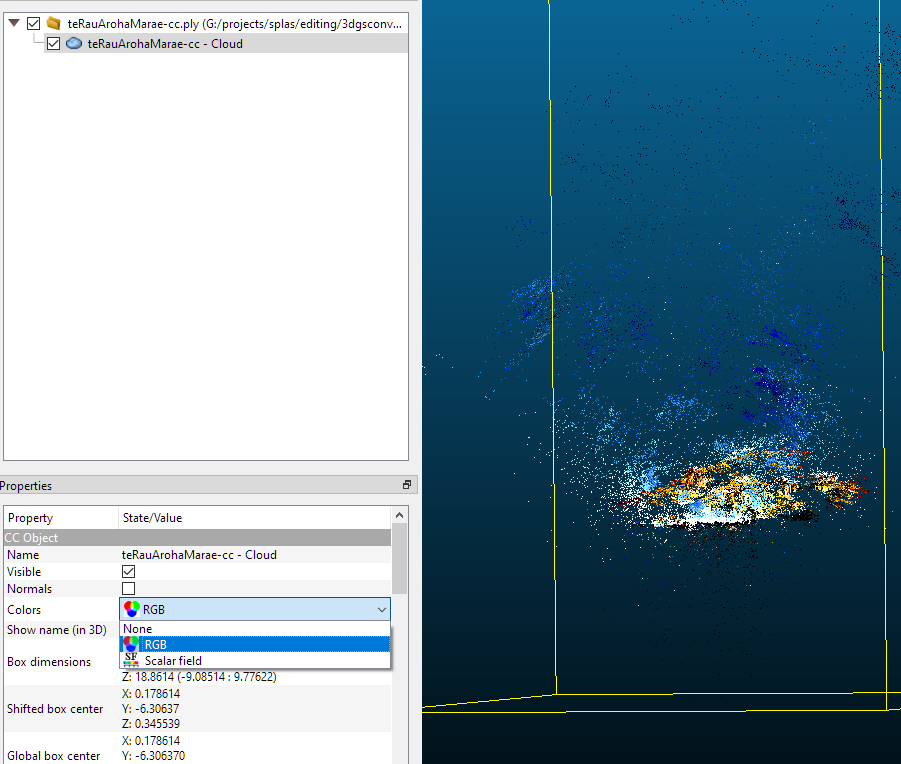 teRauArohaMarae-cc.ply (G:/projects/splas/editing/3dgsconv...
teRauArohaMarae-cc - Cloud
Properties
Property State/Value
CC Object
Name teRauArohaMarae-cc - Cloud
Visible
Normals
Colors RGB
None
Show name (in 3D)
RGB
SF Scalar field
Box dimensions
Z: 18.8614 (-9.08514 : 9.77622)
X: 0.178614
Shifted box center Y: -6.30637
Z: 0.345539
X: 0.178614
Global box center Y: -6.306370